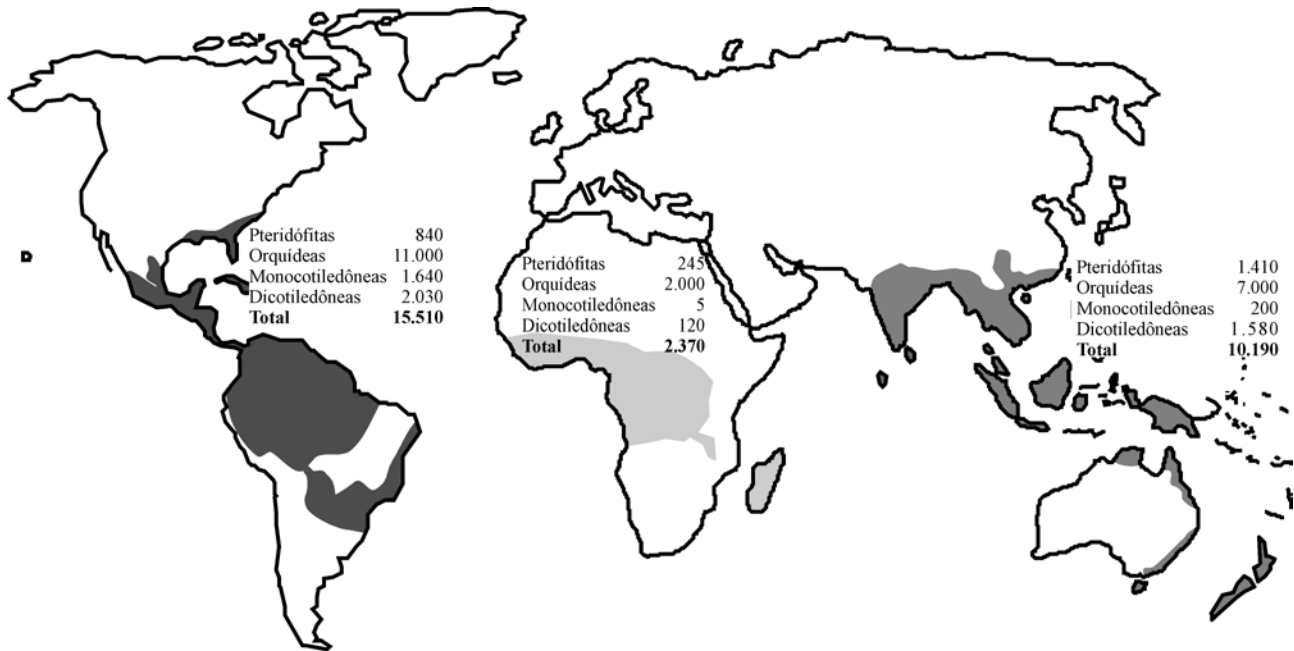 Pteridófitas 840
Orquídeas 11.000
Monocotiledôneas 1.640
Dicotiledôneas 2.030
Total 15.510
Pteridófitas 245
Orquídeas 2.000
Monocotiledôneas 5
Dicotiledôneas 120
Total 2.370
Pteridófitas 1.410
Orquídeas 7.000
Monocotiledôneas 200
Dicotiledôneas 1.580
Total 10.190